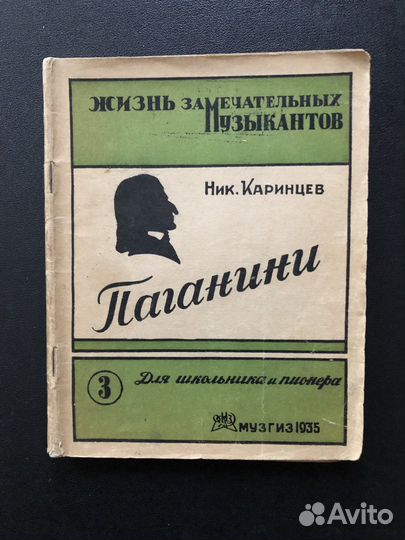 ЖИЗНЬ ЗАМЕЧАТЕЛЬНЫХ
МУЗЫКАНТОВ
НИК. КАРИНЦЕВ
Паганини
3 Для школьника и пионера
МУЗГИЗ 1935
Avito